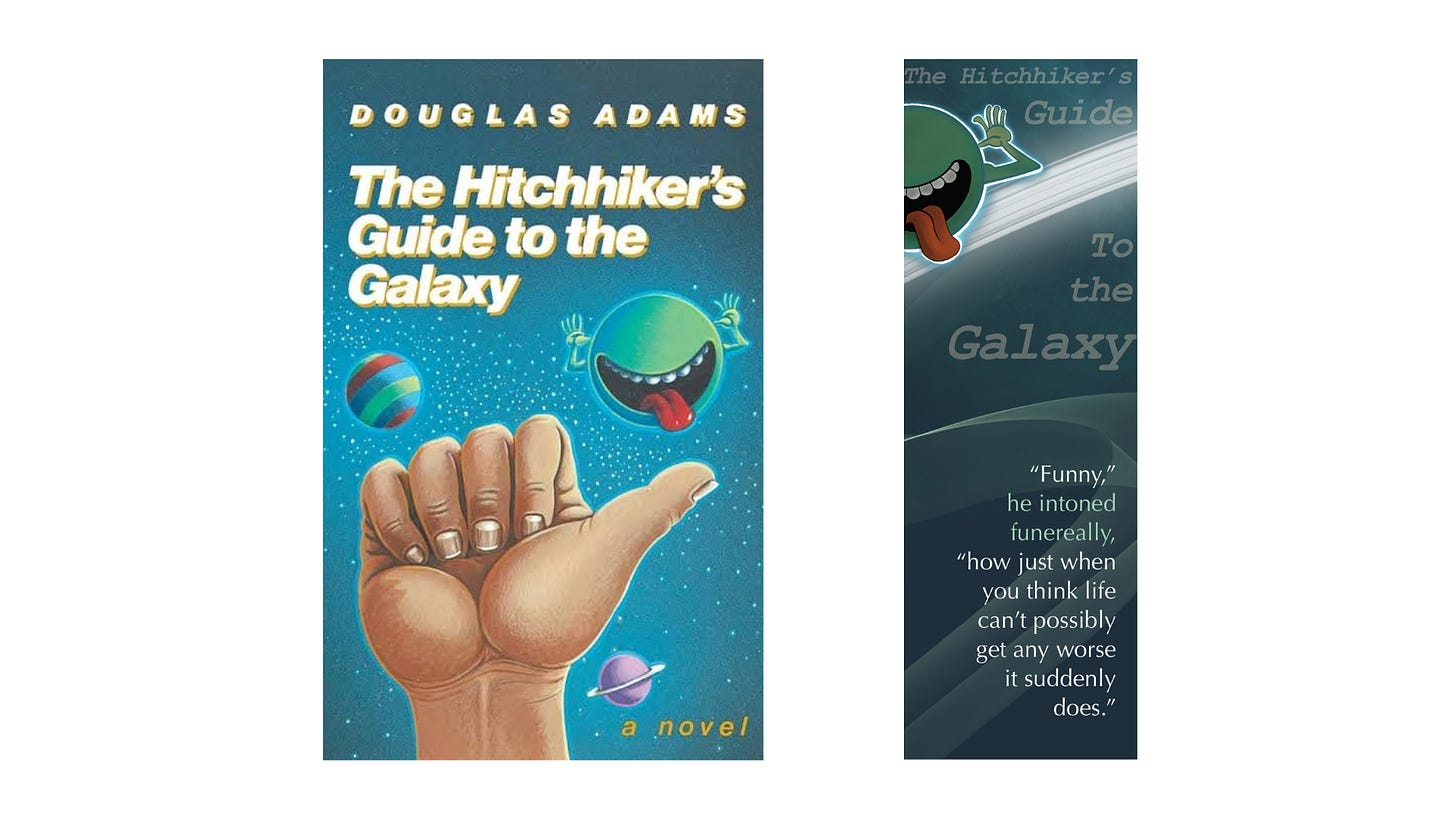 DOUGLAS ADAMS
The Hitchhiker's
Guide to the
Galaxy
a novel
The Hitchhiker's
Guide
To
the
Galaxy
“Funny,”
he intoned
funereally,
“how just when
you think life
can’t possibly
get any worse
it suddenly
does.”